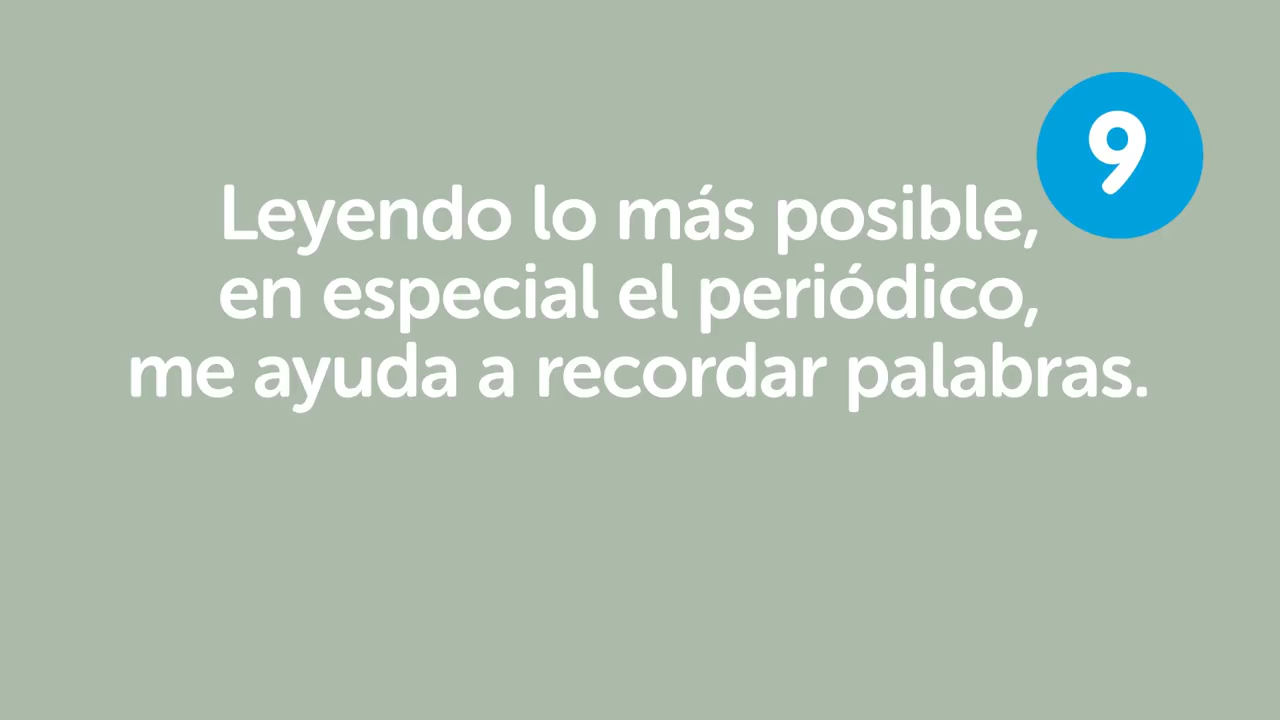 9
Leyendo lo más posible,
en especial el periódico,
me ayuda a recordar palabras.